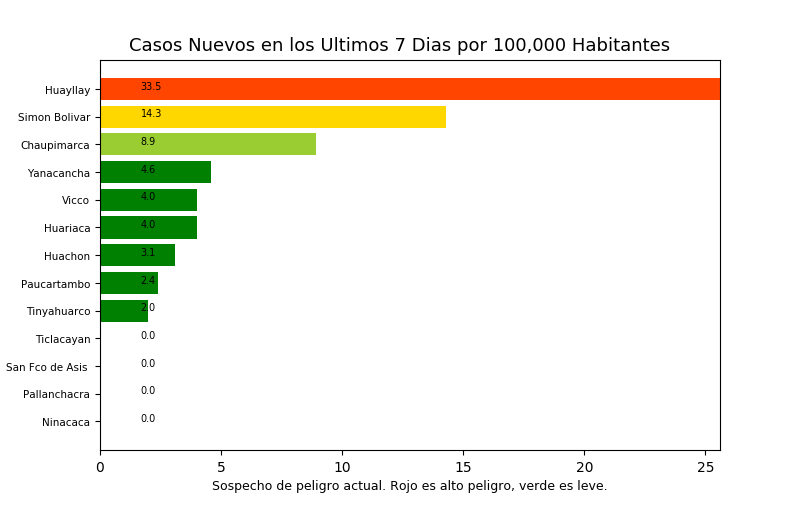 Casos Nuevos en los Ultimos 7 Dias por 100,000 Habitantes
Huayllay 33.5
Simon Bolivar 14.3
Chaupimarca 8.9
Yanacancha 4.6
Vicco 4.0
Huariaca 4.0
Huachon 3.1
Paucartambo 2.4
Tinyahuarco 2.0
Ticlacayan 0.0
San Fco de Asis 0.0
Pallanchacra 0.0
Ninacaca 0.0
0 5 10 15 20 25
Sospecho de peligro actual. Rojo es alto peligro, verde es leve.